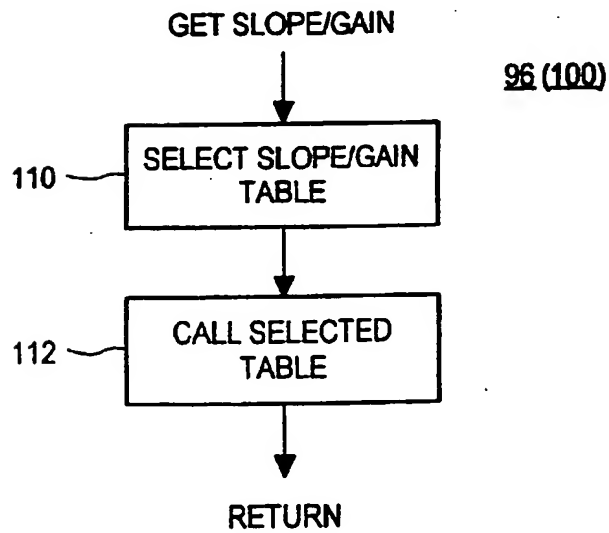 GET SLOPE/GAIN
96 (100)
110
SELECT SLOPE/GAIN
TABLE
112
CALL SELECTED
TABLE
RETURN